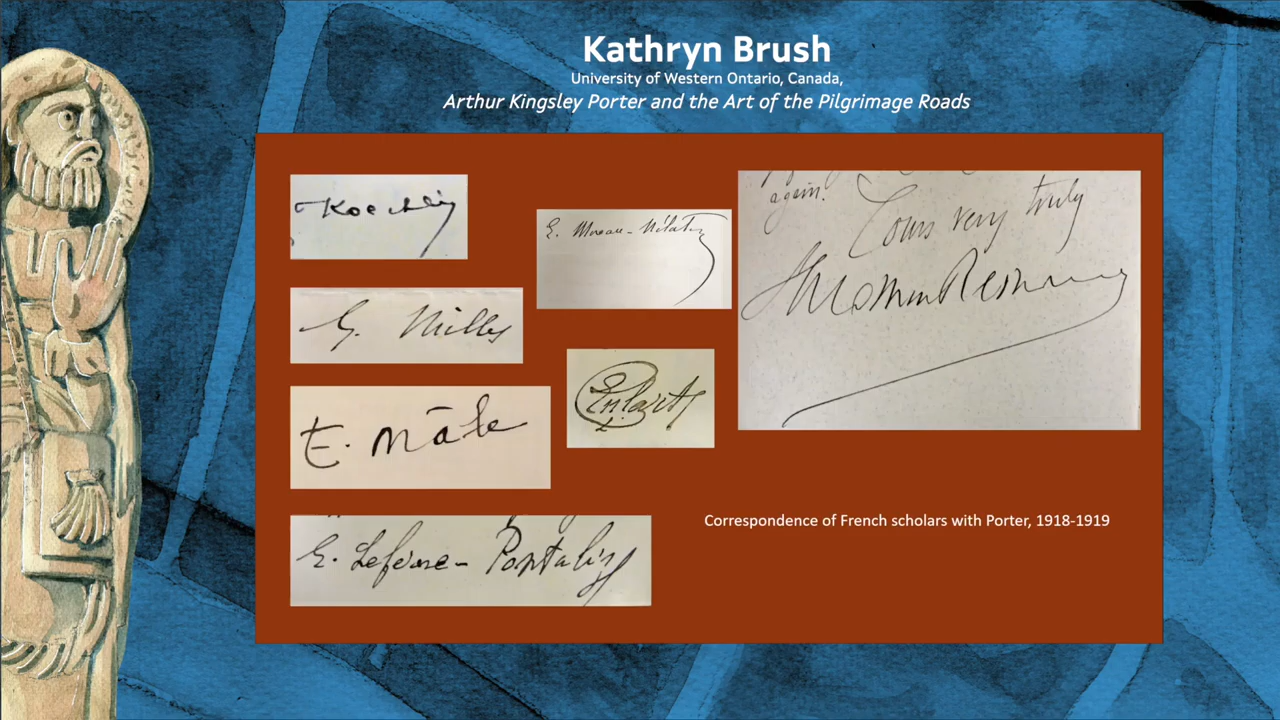 Kathryn Brush
University of Western Ontario, Canada,
Arthur Kingsley Porter and the Art of the Pilgrimage Roads
Koechlin
G. Millet
E. Mâle
E. Lefèvre-Pontalis
E. Moreau-Nélaton
Enlart
again.
Yours very truly
Correspondence of French scholars with Porter, 1918-1919